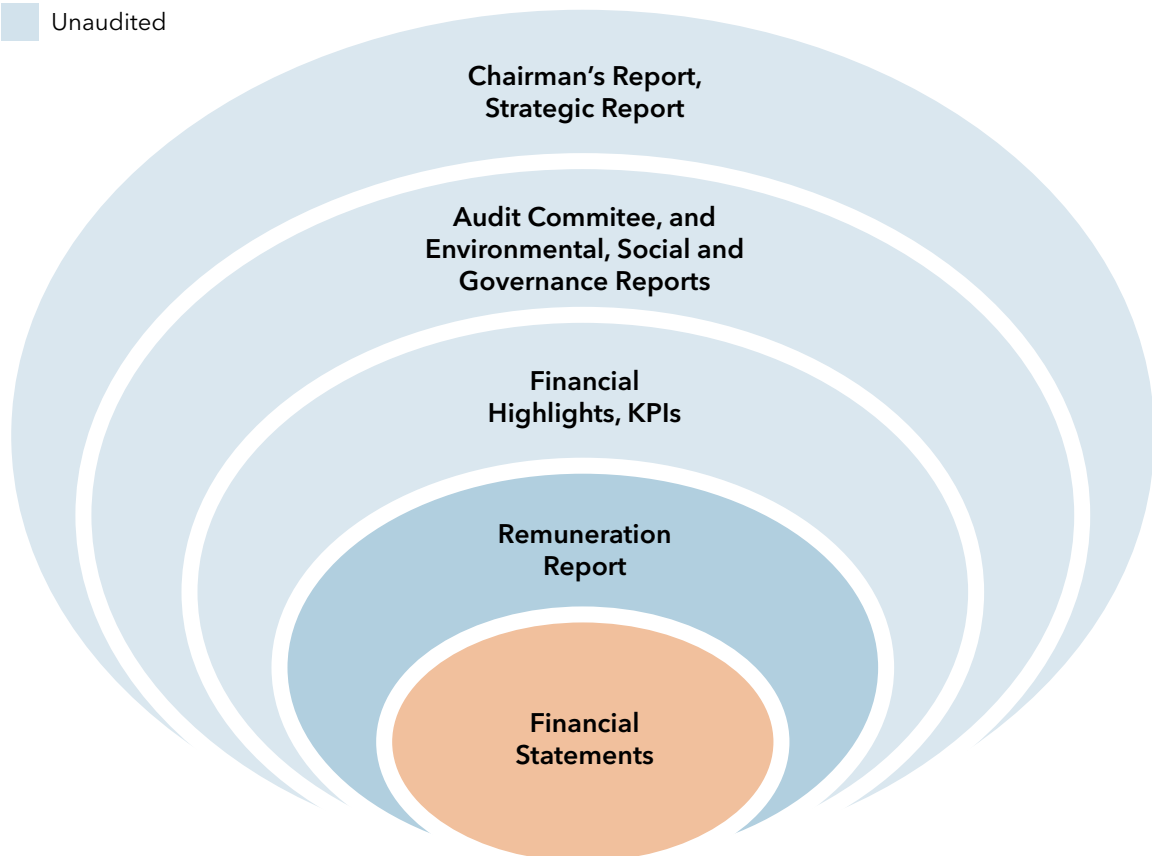 Unaudited
Chairman’s Report,
Strategic Report
Audit Commitee, and
Environmental, Social and
Governance Reports
Financial
Highlights, KPIs
Remuneration
Report
Financial
Statements